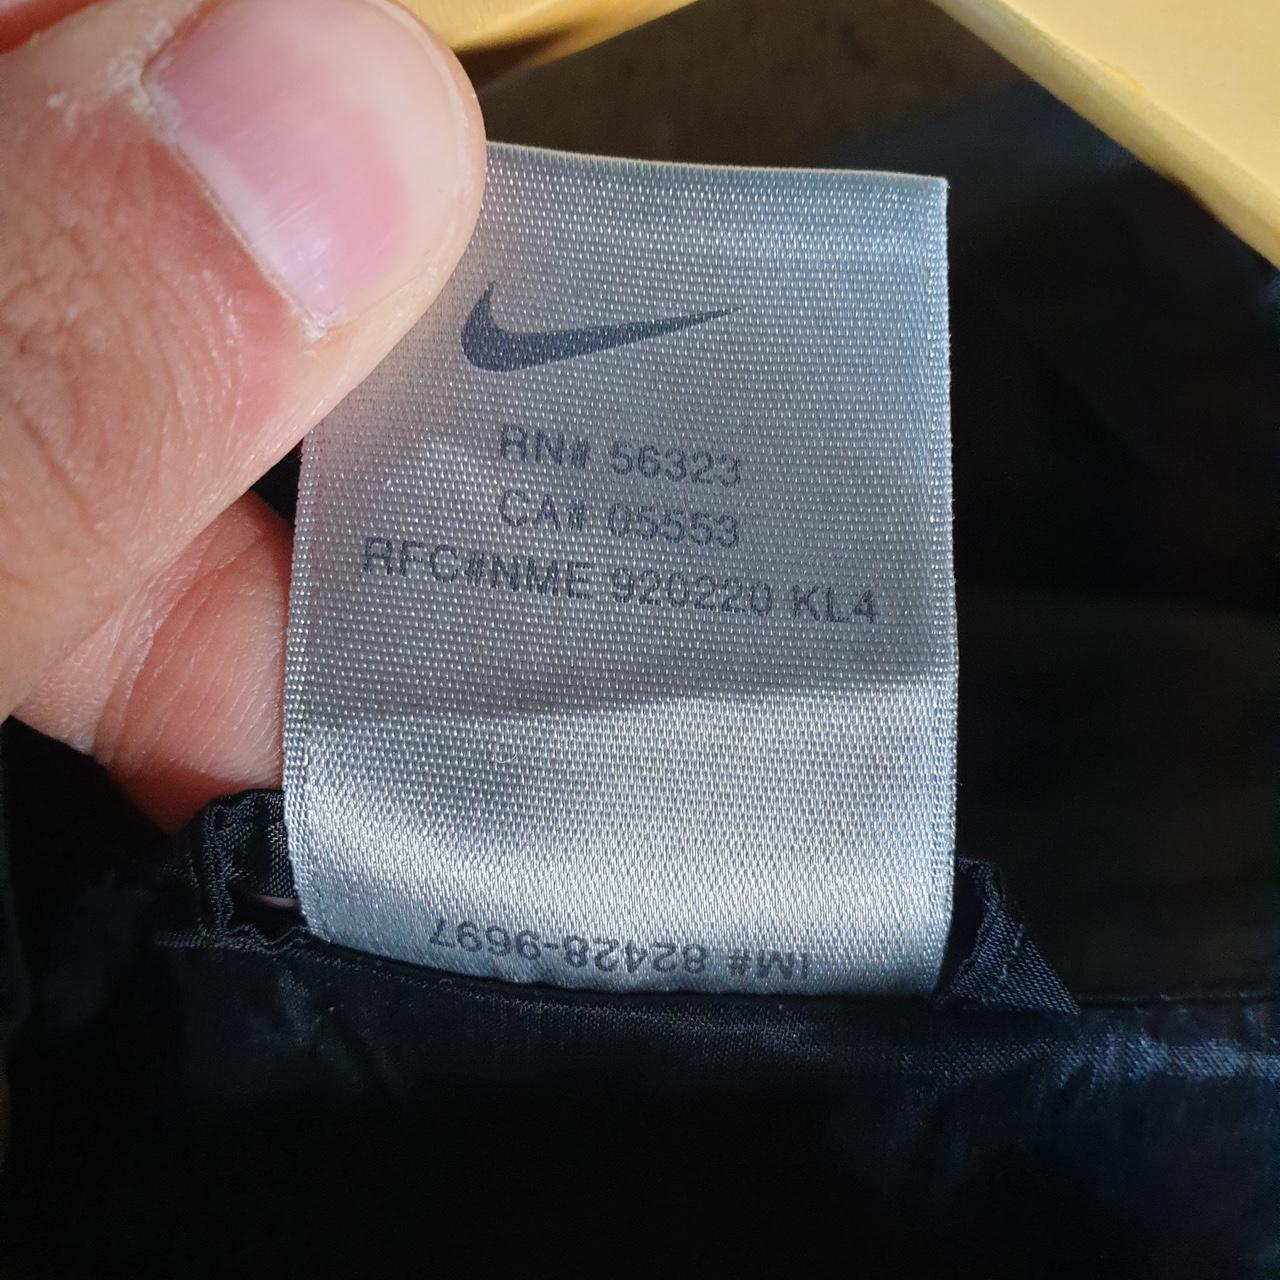 RN# 56323
CA# 05553
RFC#NME 920220 KL4
IM# 82428-9697